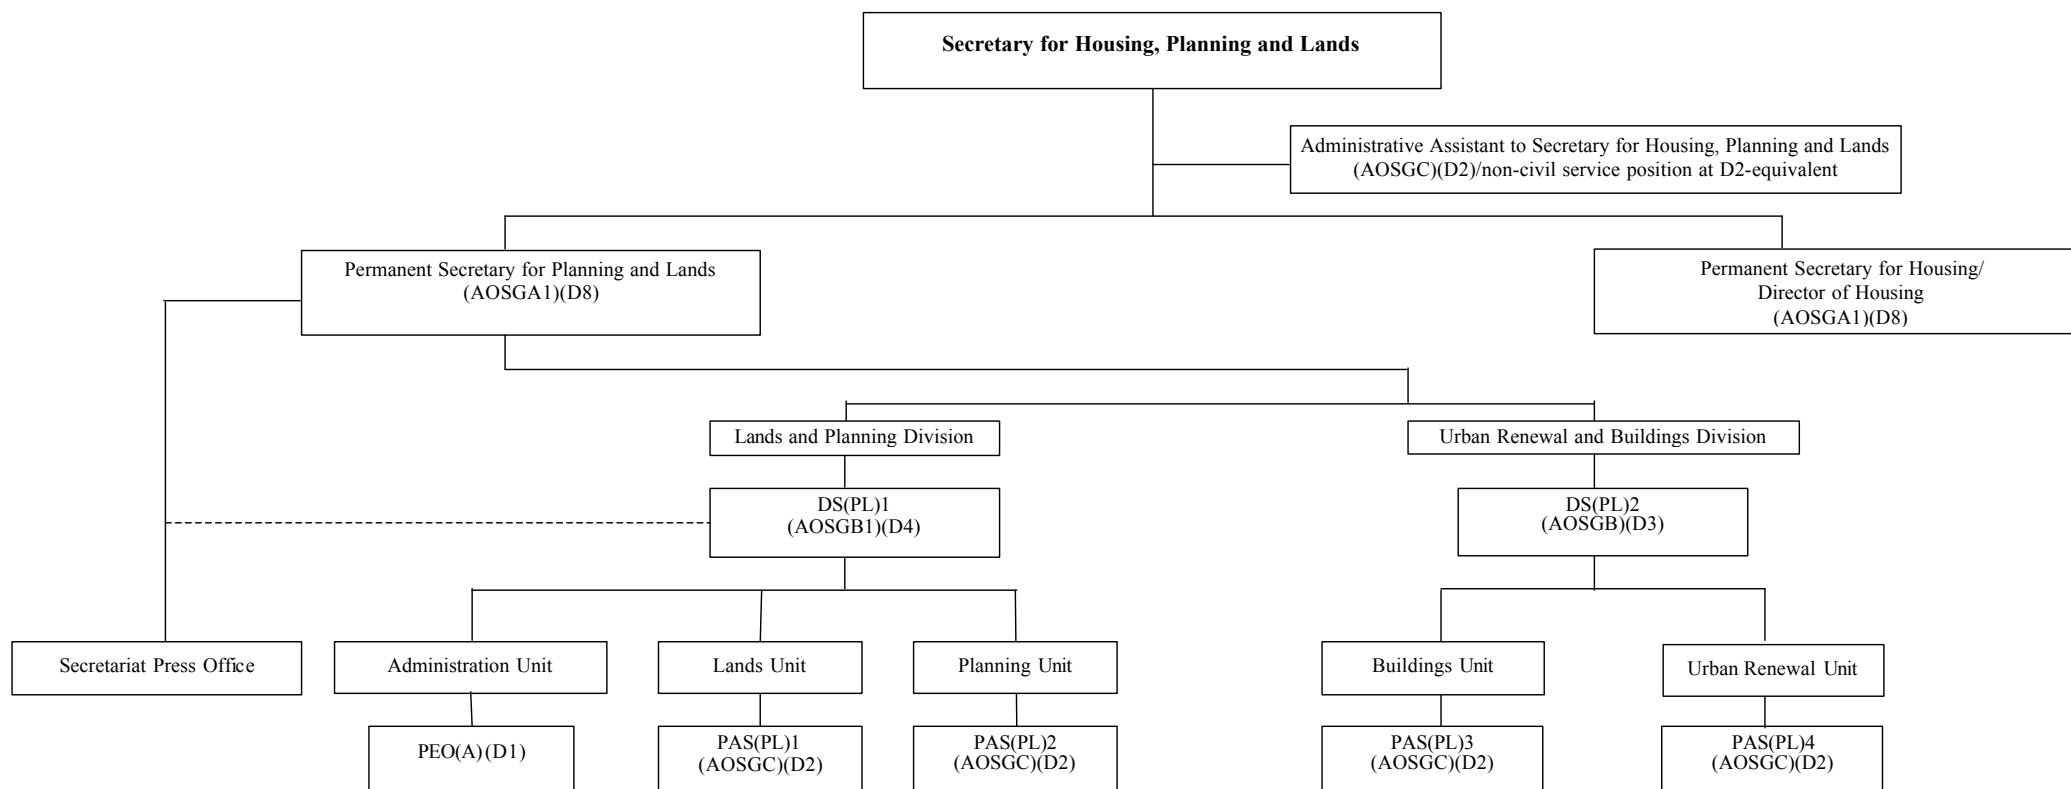 Secretary for Housing, Planning and Lands
Administrative Assistant to Secretary for Housing, Planning and Lands
(AOSGC)(D2)/non-civil service position at D2-equivalent
Permanent Secretary for Planning and Lands
(AOSGA1)(D8)
Permanent Secretary for Housing/
Director of Housing
(AOSGA1)(D8)
Lands and Planning Division
Urban Renewal and Buildings Division
DS(PL)1
(AOSGB1)(D4)
DS(PL)2
(AOSGB)(D3)
Secretariat Press Office
Administration Unit
Lands Unit
Planning Unit
Buildings Unit
Urban Renewal Unit
PEO(A)(D1)
PAS(PL)1
(AOSGC)(D2)
PAS(PL)2
(AOSGC)(D2)
PAS(PL)3
(AOSGC)(D2)
PAS(PL)4
(AOSGC)(D2)